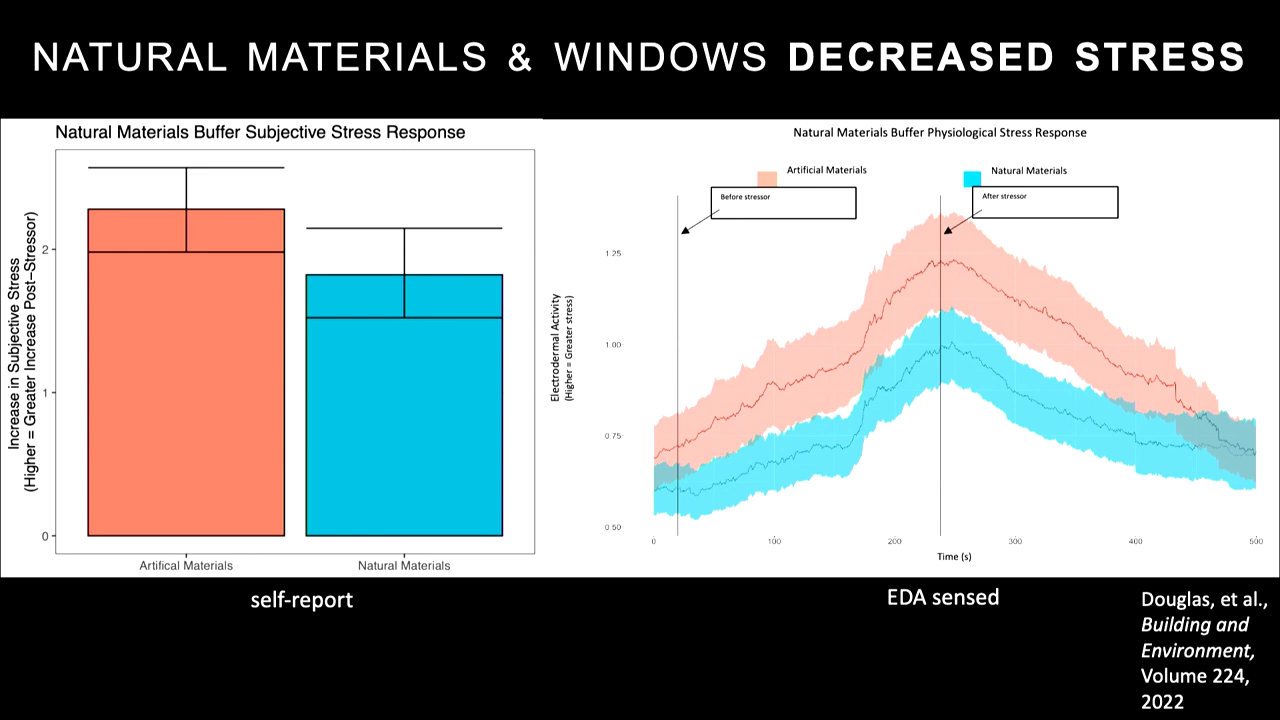 NATURAL MATERIALS & WINDOWS DECREASED STRESS
Natural Materials Buffer Subjective Stress Response
Increase in Subjective Stress
(Higher = Greater Increase Post−Stressor)
2
1
0
Artifical Materials
Natural Materials
self-report
Natural Materials Buffer Physiological Stress Response
Artificial Materials
Natural Materials
Before stressor
After stressor
Electrodermal Activity
(Higher = Greater stress)
1.25
1.00
0.75
0.50
0
100
200
300
400
500
Time (s)
EDA sensed
Douglas, et al.,
Building and
Environment,
Volume 224,
2022